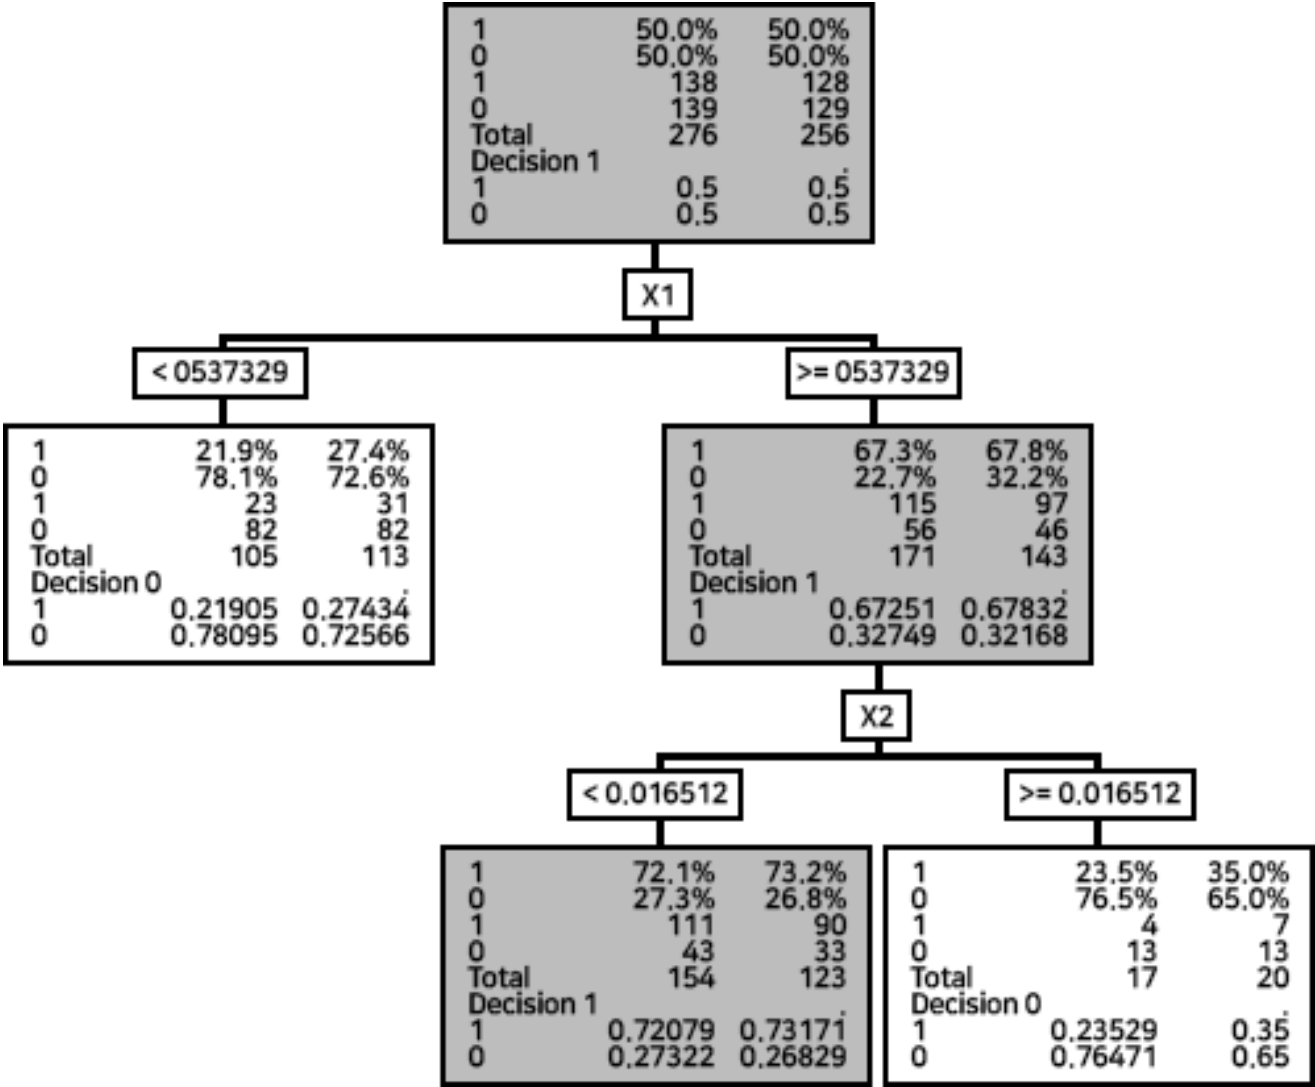 1 50.0% 50.0%
0 50.0% 50.0%
1 138 128
0 139 129
Total 276 256
Decision 1 .
1 0.5 0.5
0 0.5 0.5
X1
< 0537329
>= 0537329
1 21.9% 27.4%
0 78.1% 72.6%
1 23 31
0 82 82
Total 105 113
Decision 0 .
1 0.21905 0.27434
0 0.78095 0.72566
1 67.3% 67.8%
0 22.7% 32.2%
1 115 97
0 56 46
Total 171 143
Decision 1 .
1 0.67251 0.67832
0 0.32749 0.32168
X2
< 0.016512
>= 0.016512
1 72.1% 73.2%
0 27.3% 26.8%
1 111 90
0 43 33
Total 154 123
Decision 1 .
1 0.72079 0.73171
0 0.27322 0.26829
1 23.5% 35.0%
0 76.5% 65.0%
1 4 7
0 13 13
Total 17 20
Decision 0 .
1 0.23529 0.35
0 0.76471 0.65